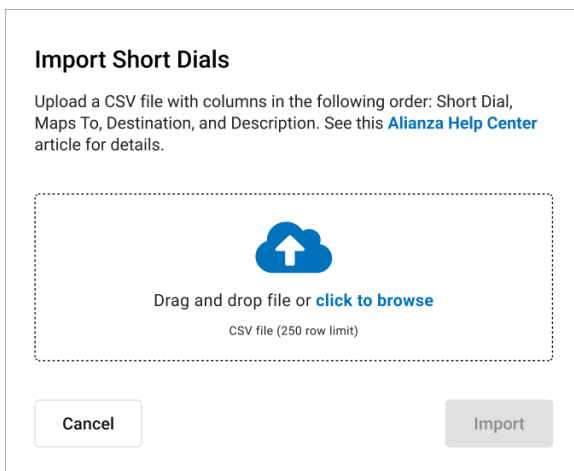 Import Short Dials
Upload a CSV file with columns in the following order: Short Dial,
Maps To, Destination, and Description. See this Alianza Help Center
article for details.
Drag and drop file or click to browse
CSV file (250 row limit)
Cancel
Import